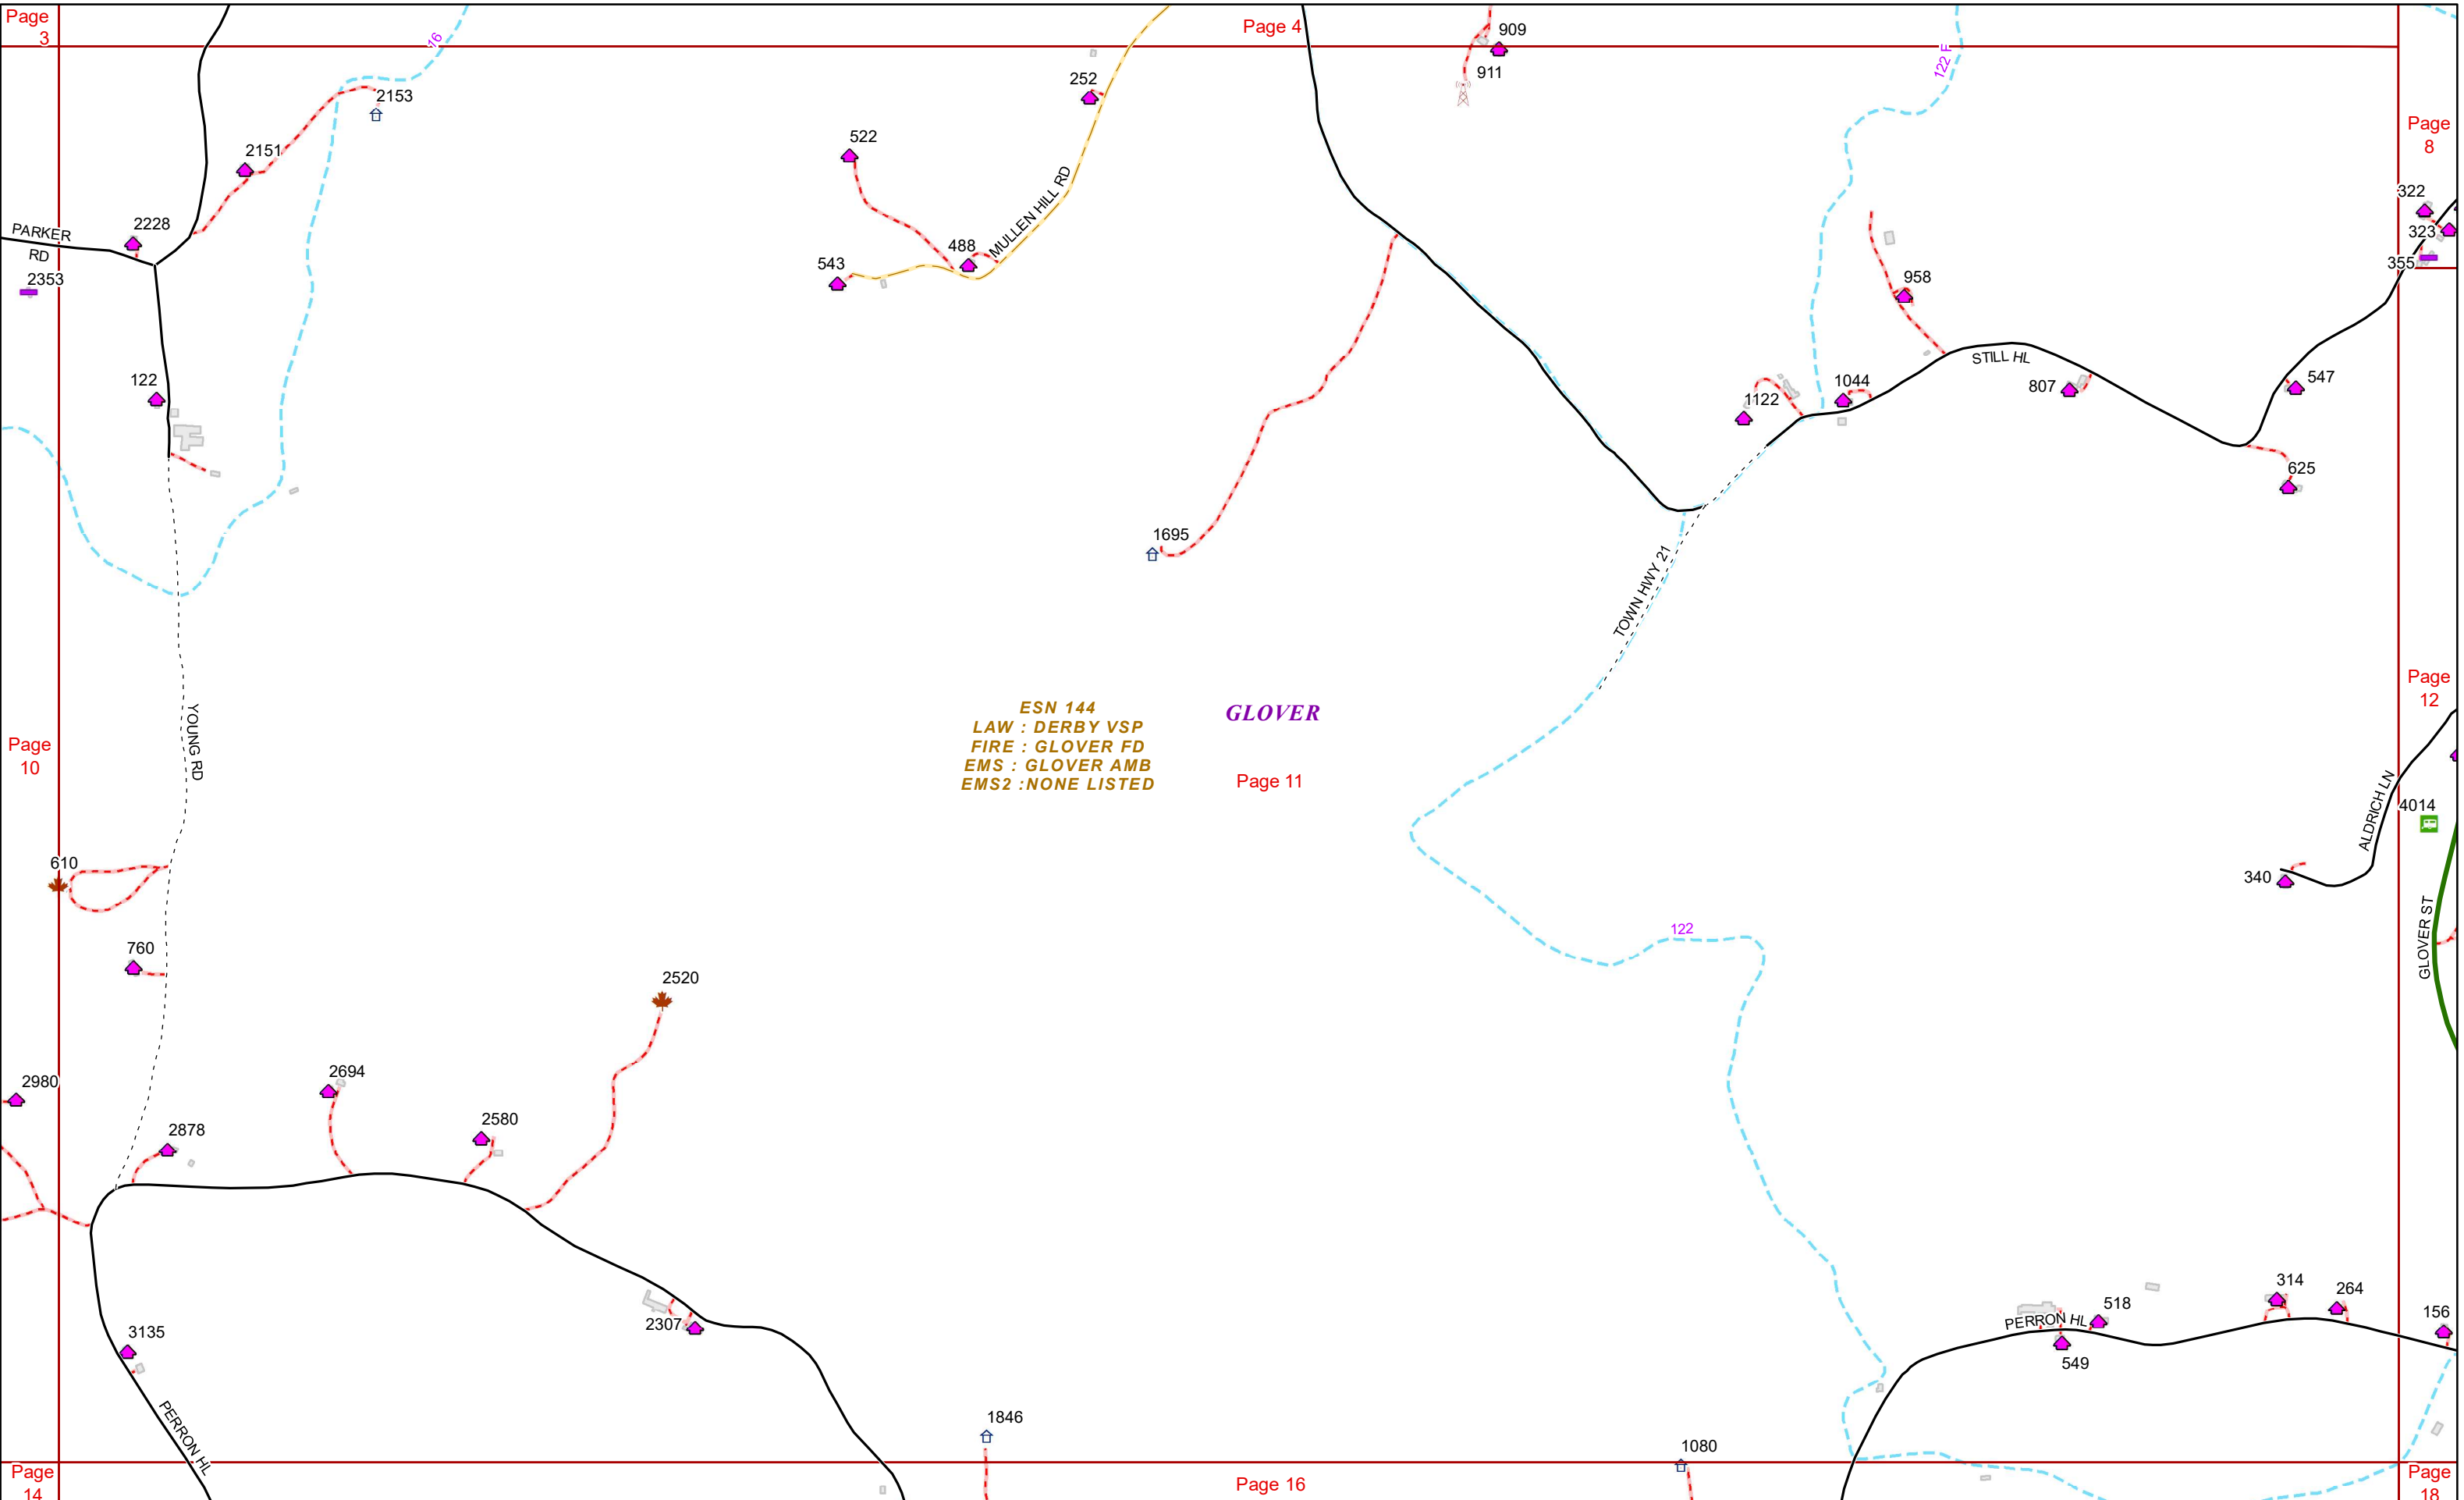 Page
3
Page 4
909
911
16
122 F
252
2153
522
2151
Page
8
322
2228
PARKER
RD
2353
MULLEN HILL RD
488
543
323
355
958
STILL HL
122
1044
807
547
1122
625
1695
TOWN HWY 21
ESN 144
LAW : DERBY VSP
FIRE : GLOVER FD
EMS : GLOVER AMB
EMS2 :NONE LISTED
GLOVER
Page 11
Page
12
YOUNG RD
Page
10
ALDRICH LN
4014
610
340
GLOVER ST
122
760
2520
2980
2694
2580
2878
3135
2307
PERRON HL
314
264
518
156
PERRON HL
549
1846
1080
Page
14
Page 16
Page
18